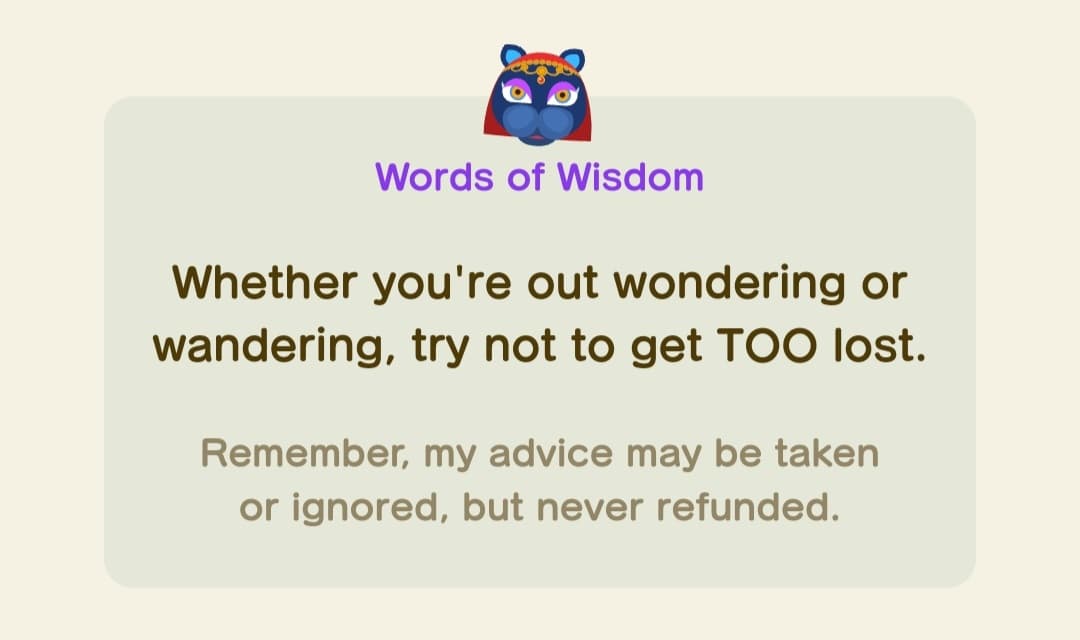 Words of Wisdom
Whether you're out wondering or
wandering, try not to get TOO lost.
Remember, my advice may be taken
or ignored, but never refunded.